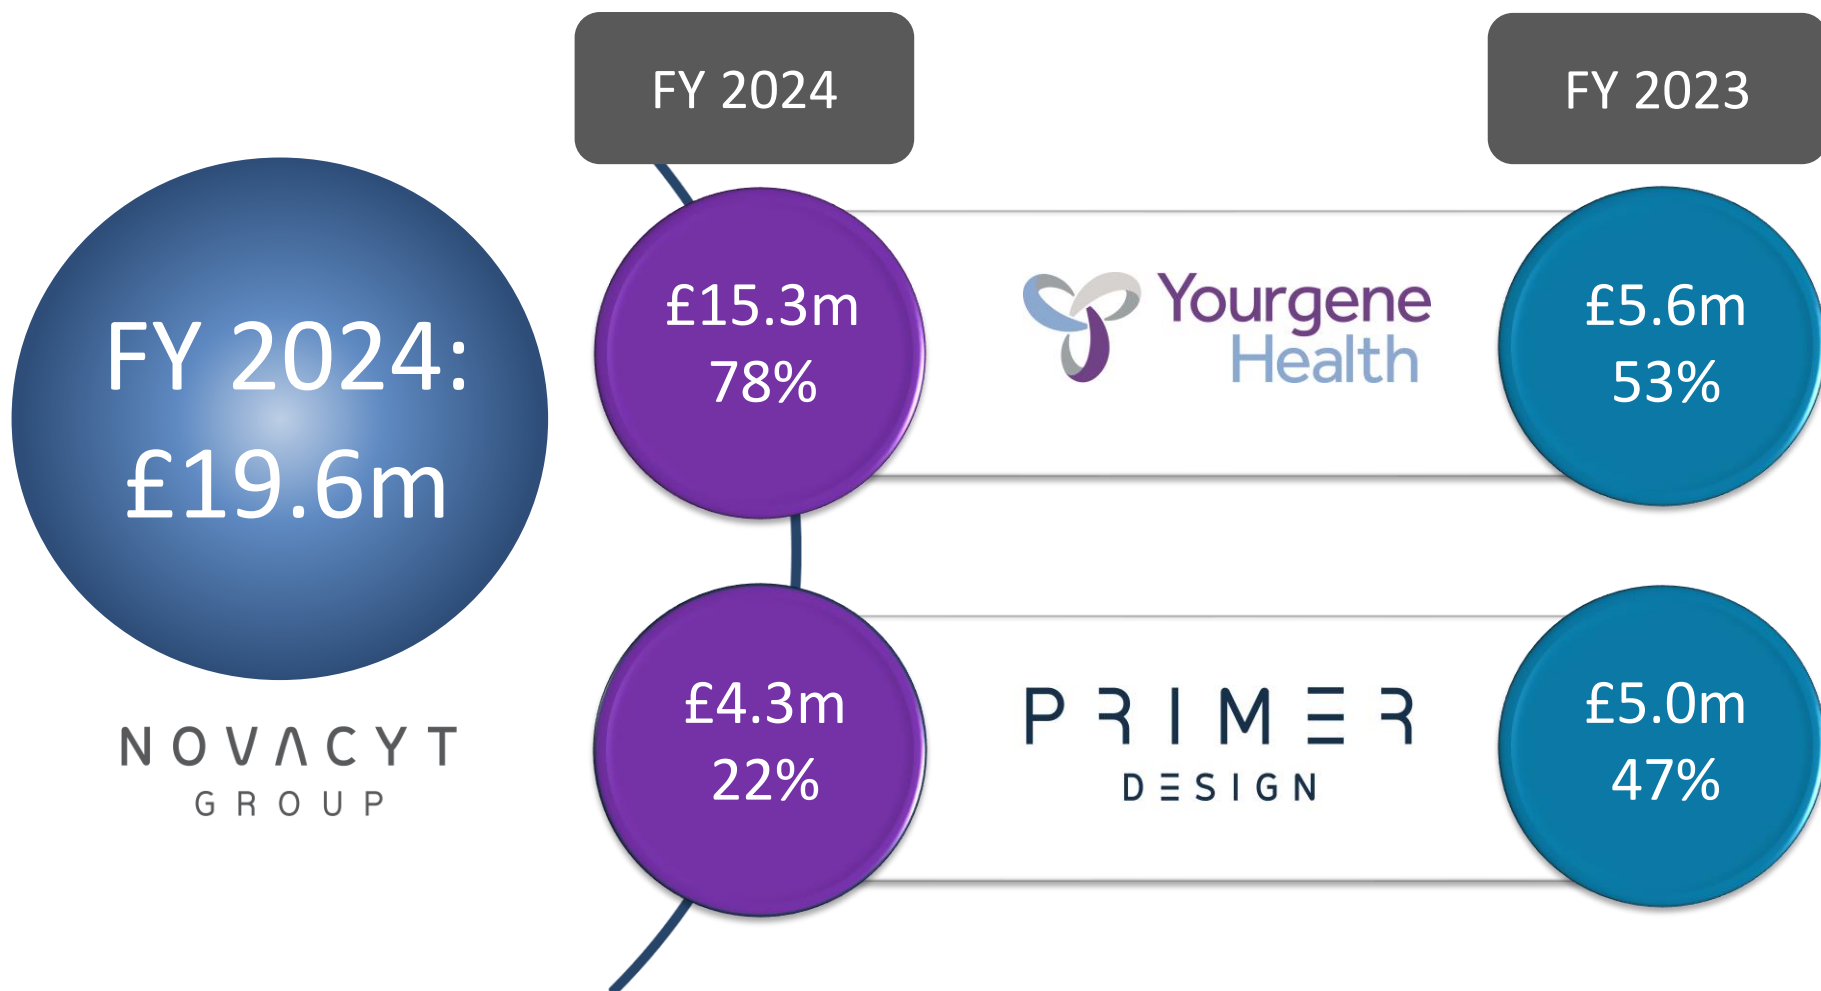 FY 2024
FY 2023
FY 2024:
£19.6m
NOVACYT
GROUP
£15.3m
78%
Yourgene
Health
£5.6m
53%
£4.3m
22%
PRIMER
DESIGN
£5.0m
47%